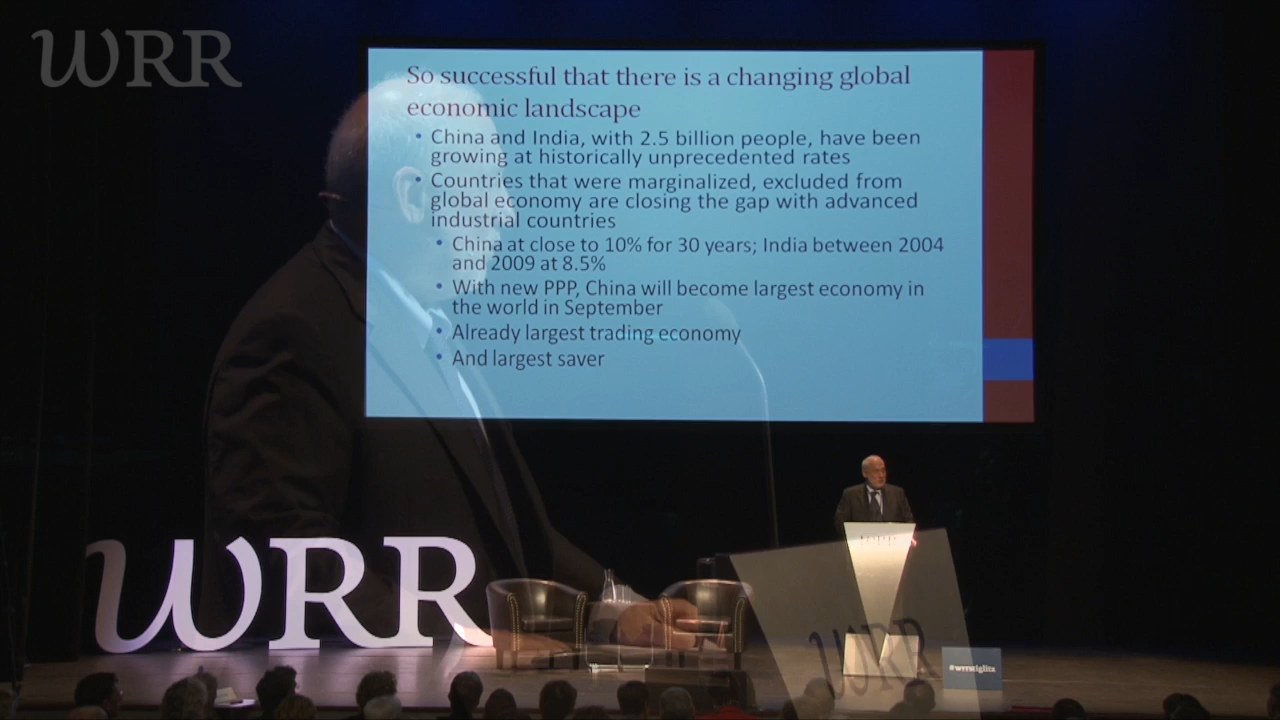 WRR
So successful that there is a changing global
economic landscape
• China and India, with 2.5 billion people, have been
growing at historically unprecedented rates
• Countries that were marginalized, excluded from
global economy are closing the gap with advanced
industrial countries
• China at close to 10% for 30 years; India between 2004
and 2009 at 8.5%
• With new PPP, China will become largest economy in
the world in September
• Already largest trading economy
• And largest saver
WRR
WRR
WRR
#wrrstiglitz